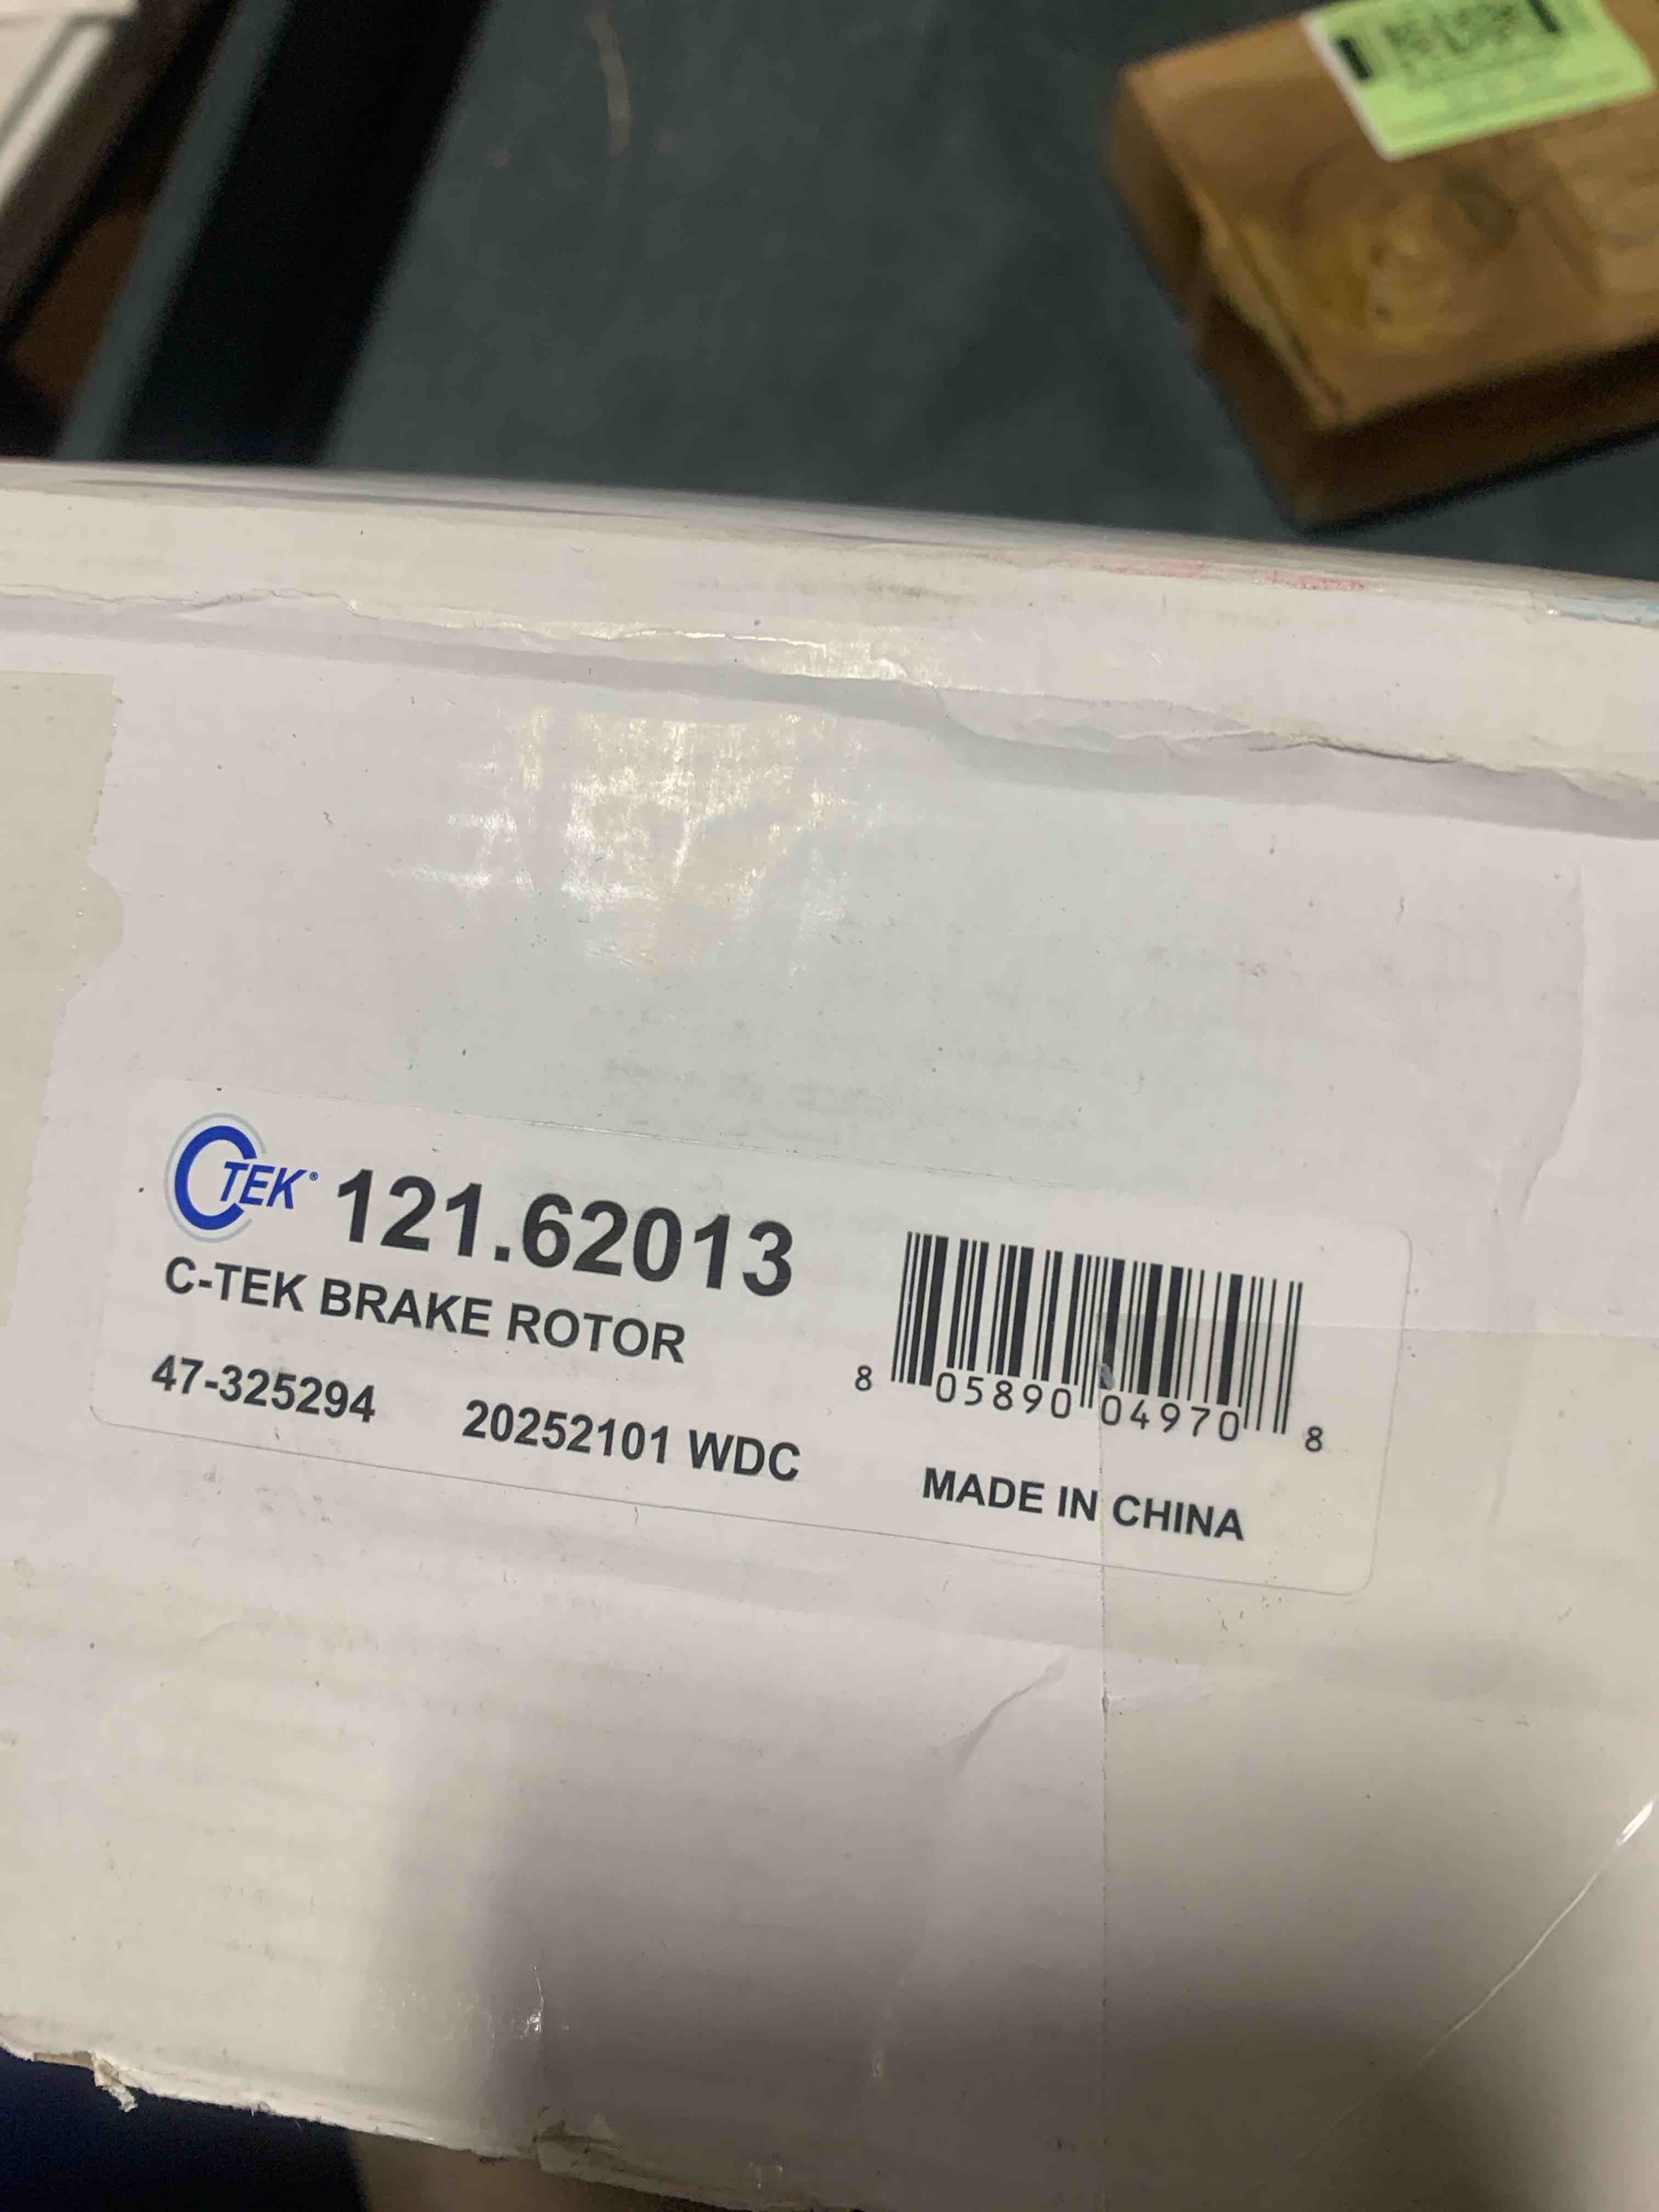 CTEK® 121.62013
C-TEK BRAKE ROTOR
47-325294 20252101 WDC
8 05890 04970 8
MADE IN CHINA